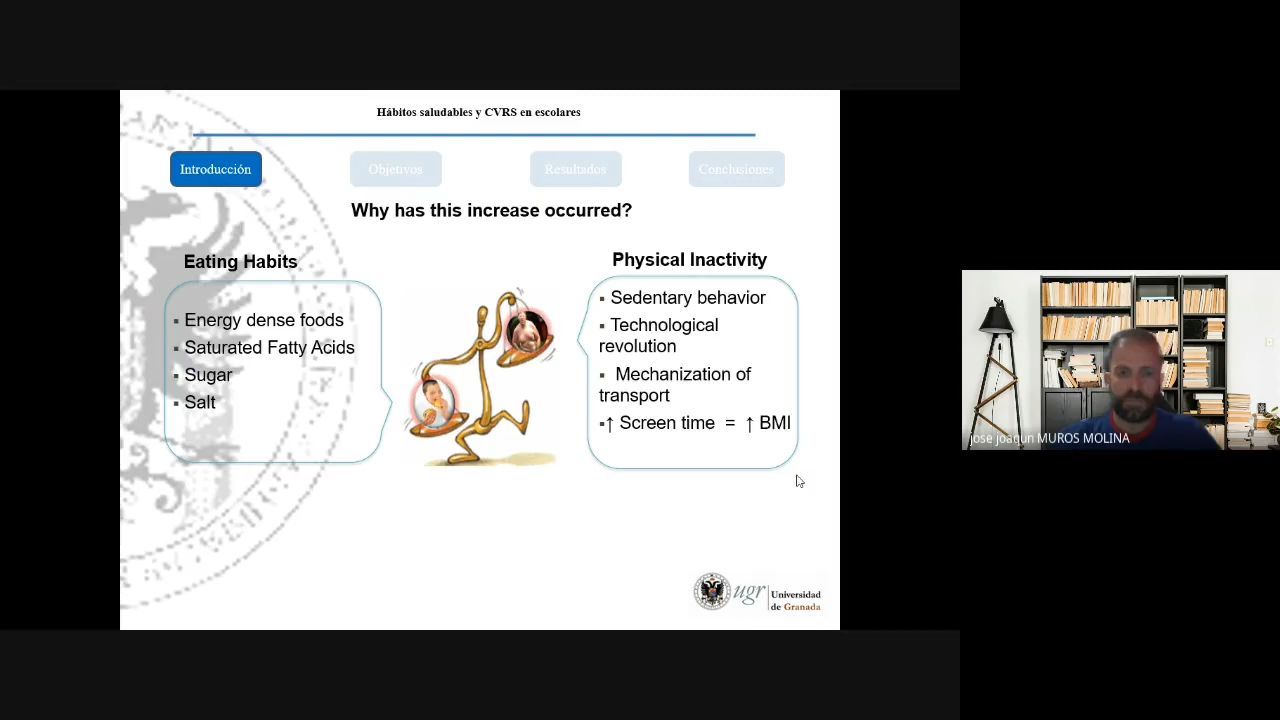 Hábitos saludables y CVRS en escolares
Introducción
Objetivos
Resultados
Conclusiones
Why has this increase occurred?
Eating Habits
▪ Energy dense foods
▪ Saturated Fatty Acids
▪ Sugar
▪ Salt
Physical Inactivity
▪ Sedentary behavior
▪ Technological
revolution
▪ Mechanization of
transport
▪↑ Screen time = ↑ BMI
ugr
Universidad
de Granada
jose joaqun MUROS MOLINA